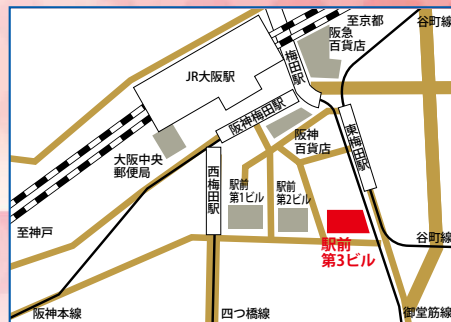 至京都
谷町線
阪急
百貨店
梅田駅
JR大阪駅
阪神梅田駅
阪神
百貨店
東梅田駅
大阪中央
郵便局
西梅田駅
駅前
第1ビル
駅前
第2ビル
至神戸
駅前
第3ビル
谷町線
阪神本線
四つ橋線
御堂筋線